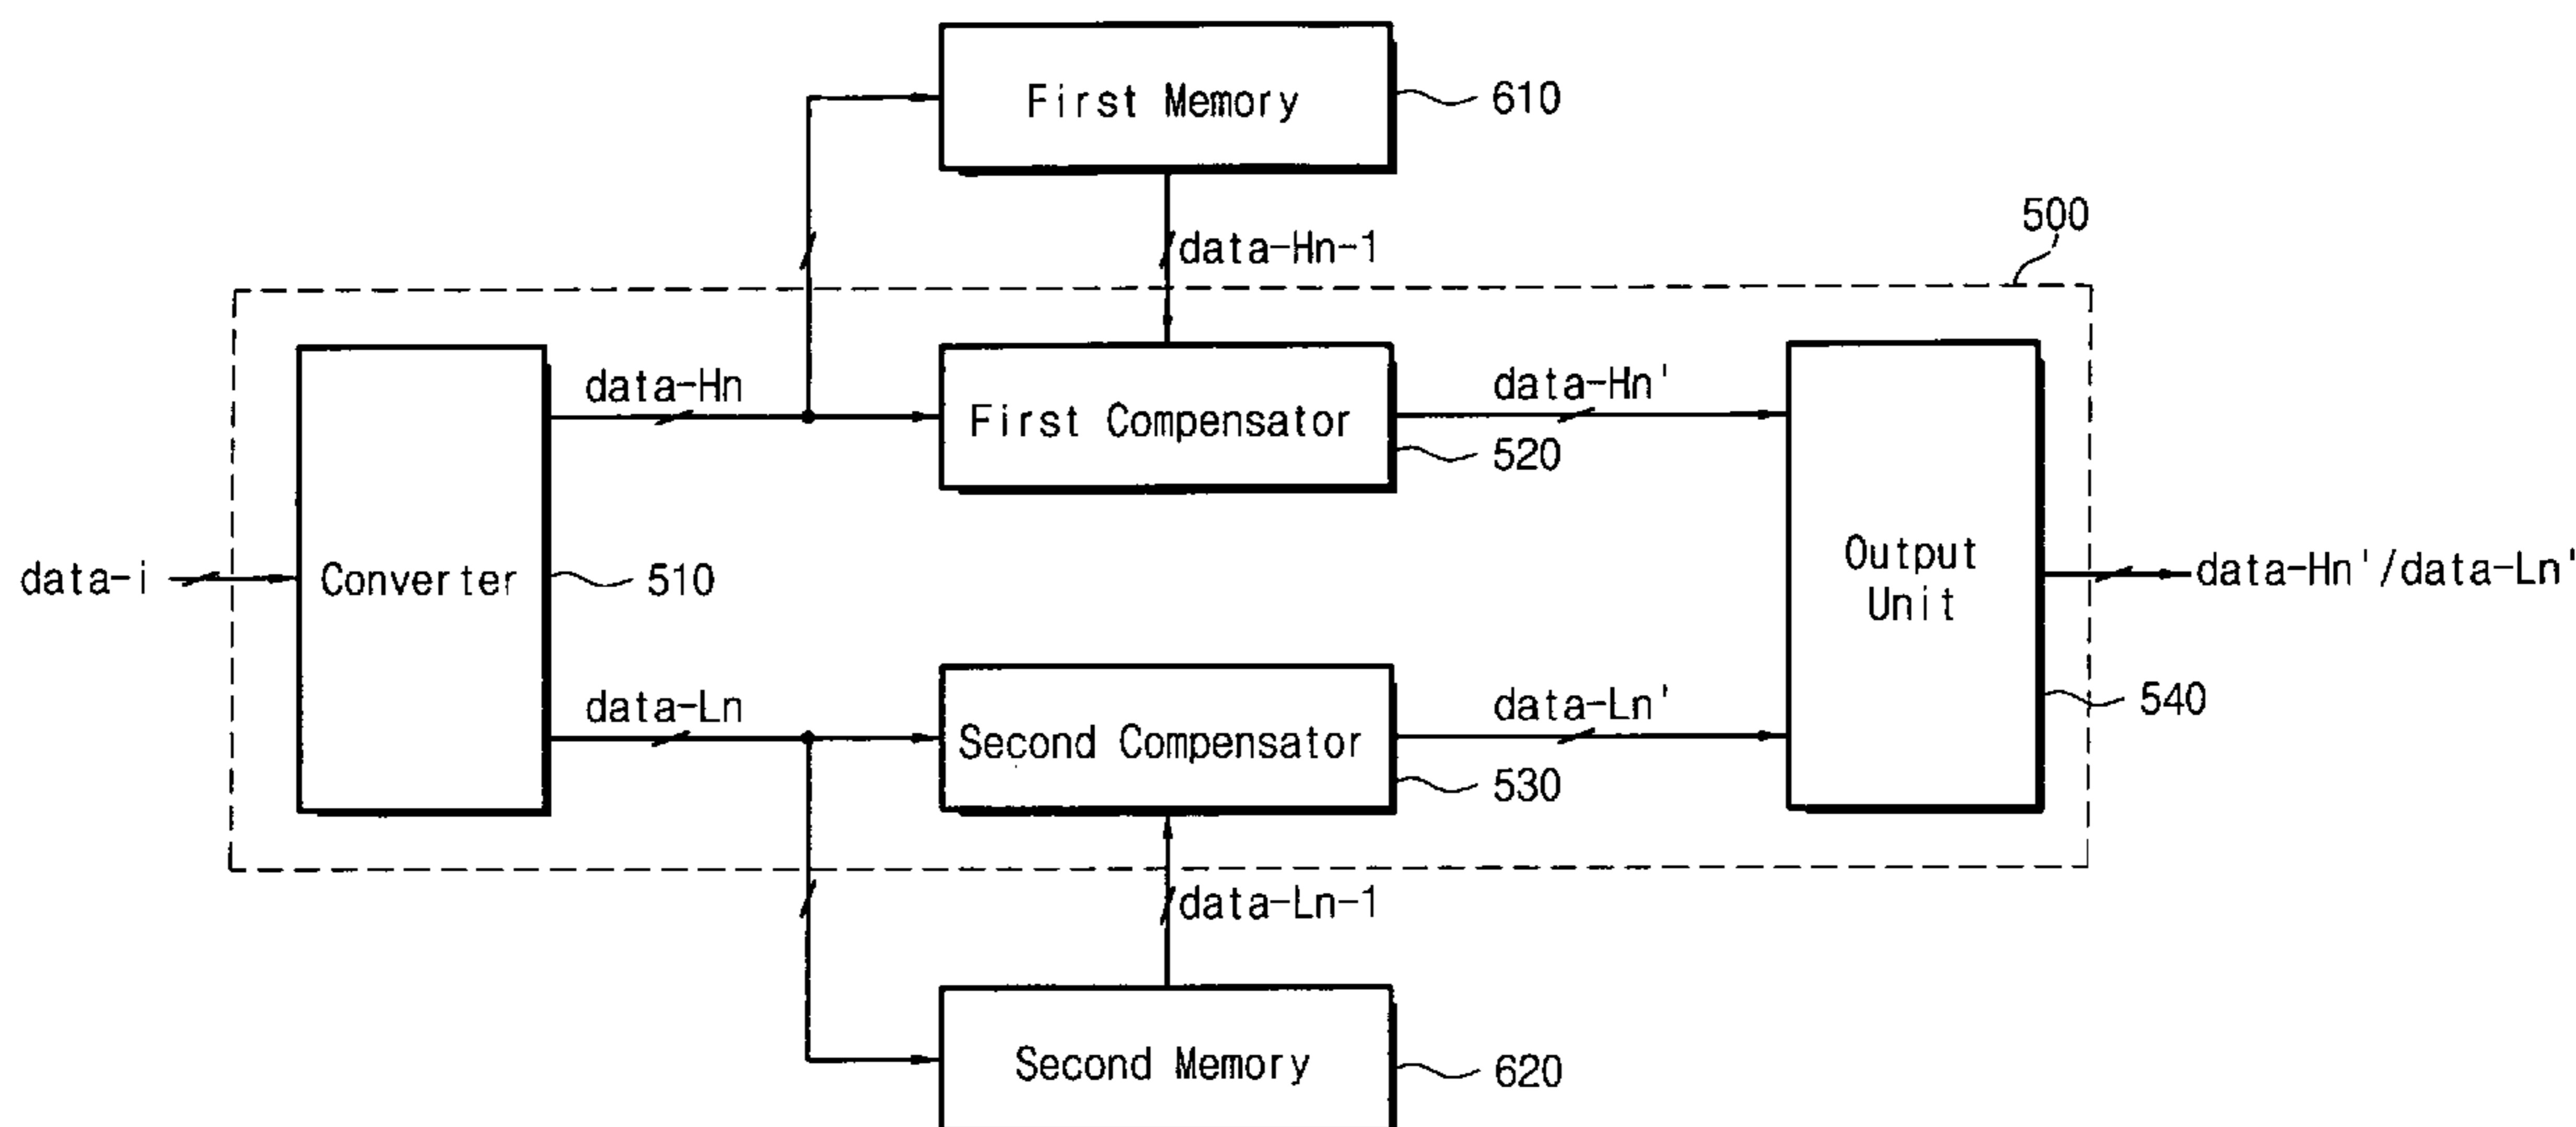 First Memory
610
data-Hn-1
500
data-Hn
First Compensator
data-Hn'
520
data-i
Converter
510
Output
Unit
data-Hn'/data-Ln'
data-Ln
Second Compensator
data-Ln'
530
540
data-Ln-1
Second Memory
620